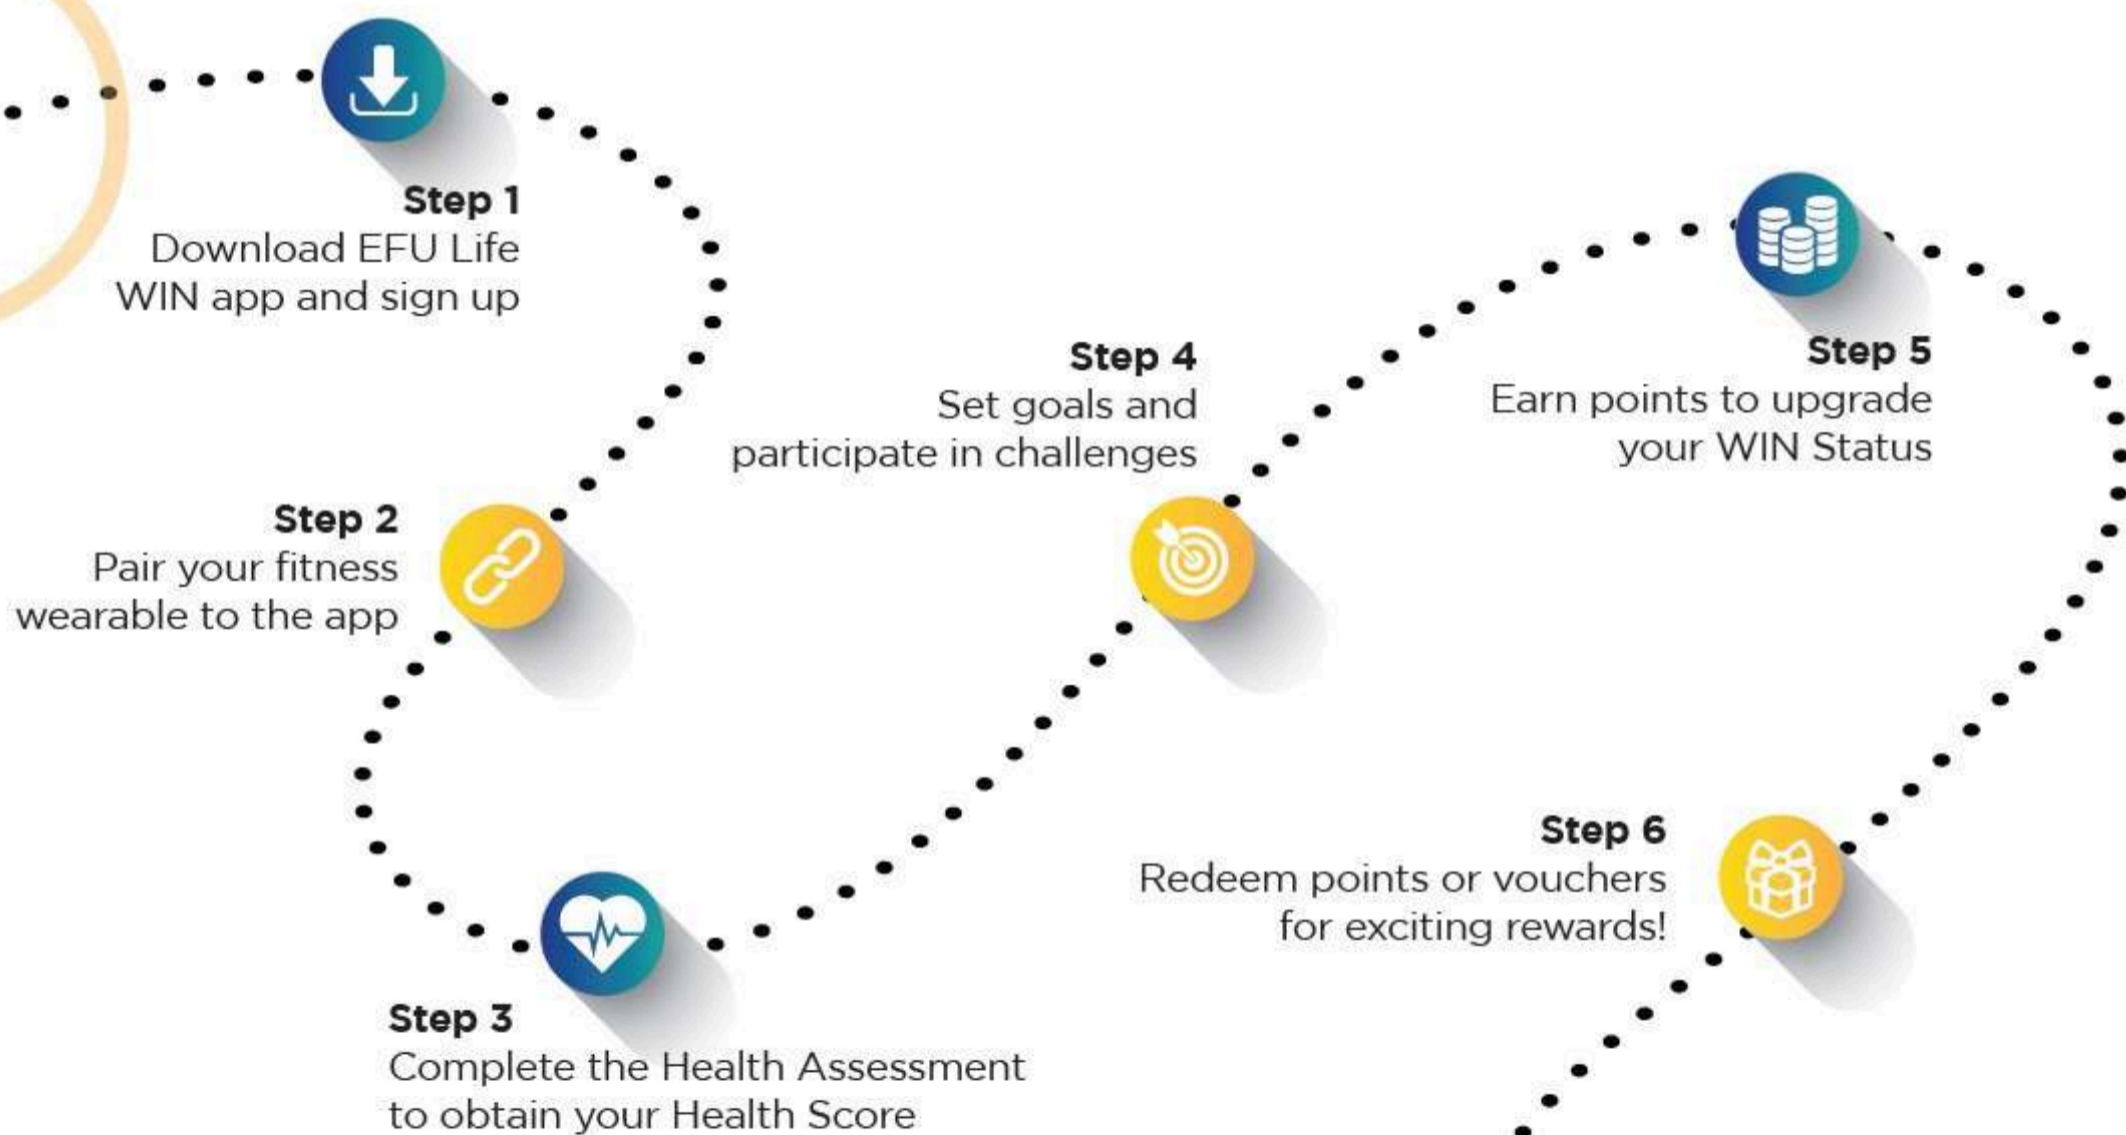 Step 1
Download EFU Life
WIN app and sign up
Step 2
Pair your fitness
wearable to the app
Step 3
Complete the Health Assessment
to obtain your Health Score
Step 4
Set goals and
participate in challenges
Step 5
Earn points to upgrade
your WIN Status
Step 6
Redeem points or vouchers
for exciting rewards!